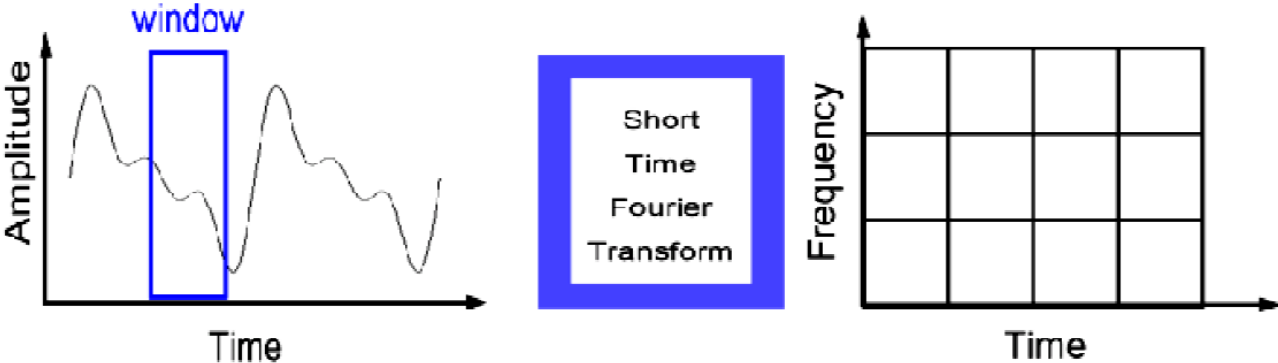 window
Amplitude
Time
Short
Time
Fourier
Transform
Frequency
Time